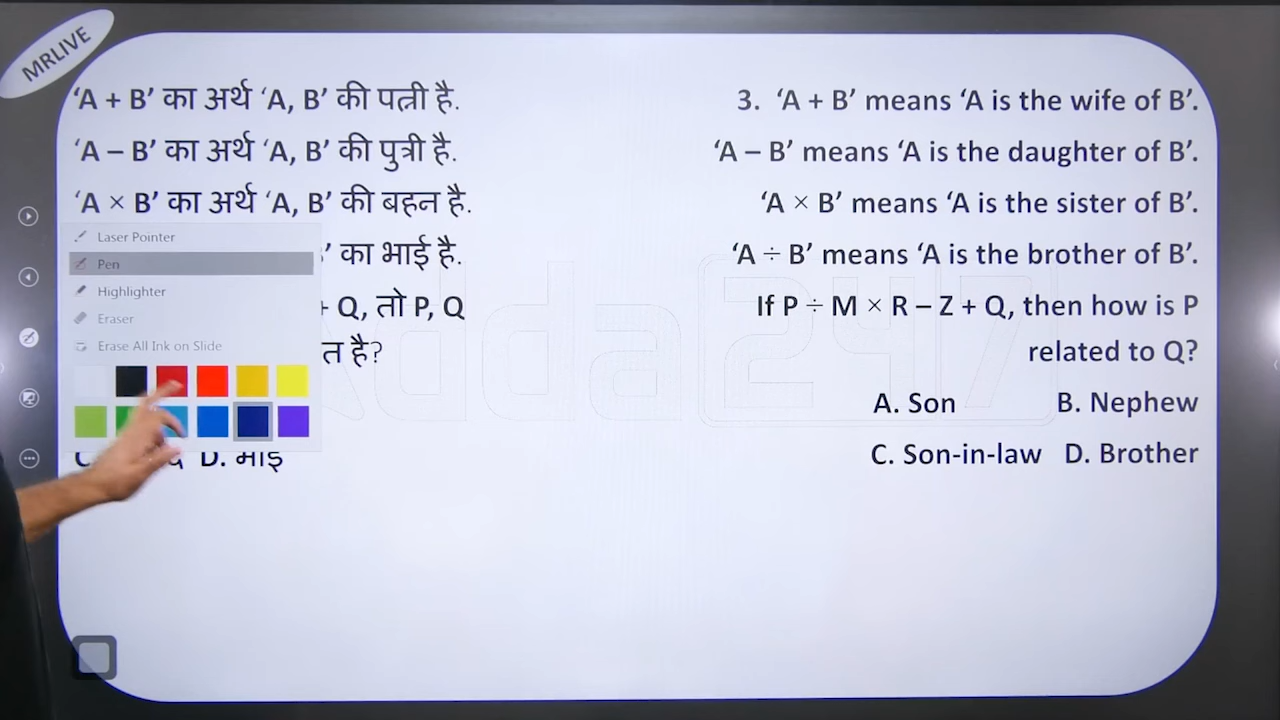 MRLIVE
‘A + B’ का अर्थ ‘A, B’ की पत्नी है.
‘A – B’ का अर्थ ‘A, B’ की पुत्री है.
‘A × B’ का अर्थ ‘A, B’ की बहन है.
’ का भाई है.
+ Q, तो P, Q
त है?
C. D. भाई
Laser Pointer
Pen
Highlighter
Eraser
Erase All Ink on Slide
3. ‘A + B’ means ‘A is the wife of B’.
‘A – B’ means ‘A is the daughter of B’.
‘A × B’ means ‘A is the sister of B’.
‘A ÷ B’ means ‘A is the brother of B’.
If P ÷ M × R – Z + Q, then how is P
related to Q?
A. Son B. Nephew
C. Son-in-law D. Brother
Adda247